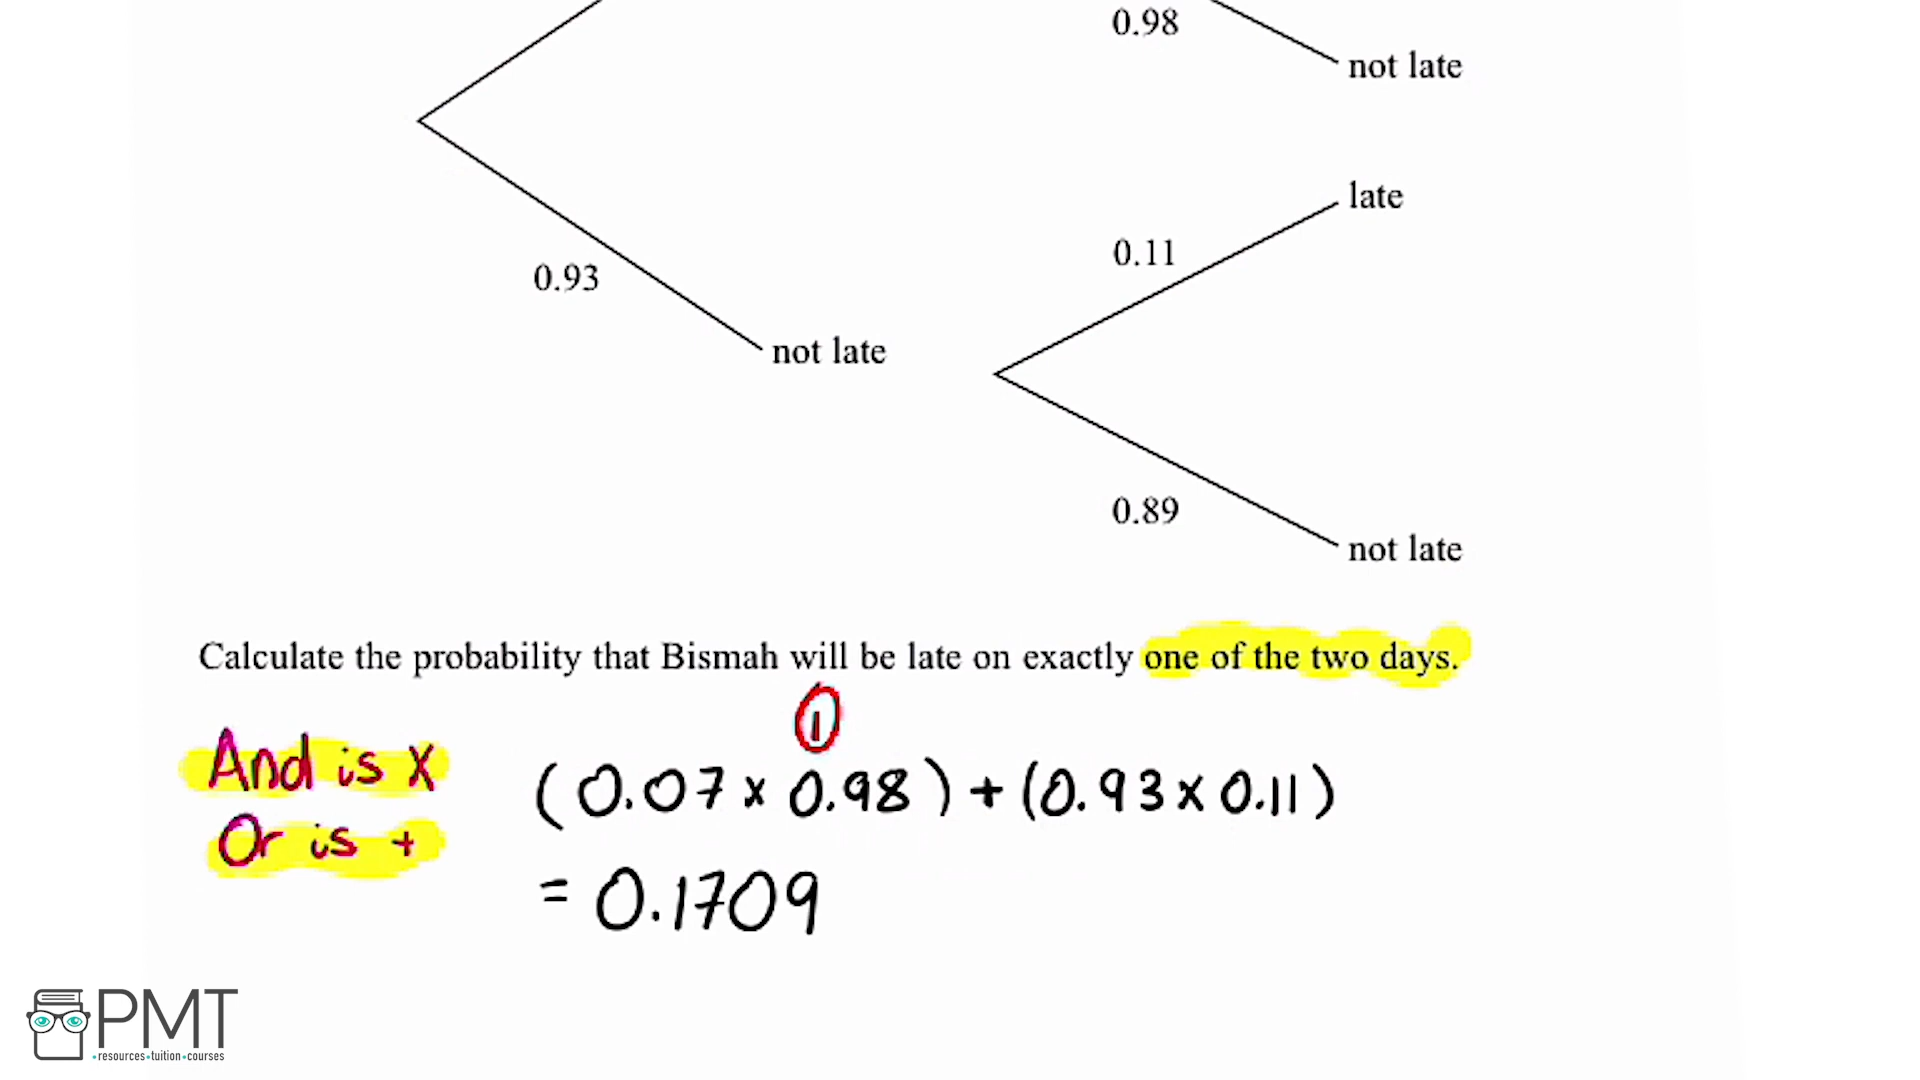 0.98
not late
late
0.11
0.93
not late
0.89
not late
Calculate the probability that Bismah will be late on exactly one of the two days.
1
And is x
Or is +
(0.07 x 0.98) + (0.93 x 0.11)
= 0.1709
PMT
•resources•tuition•courses